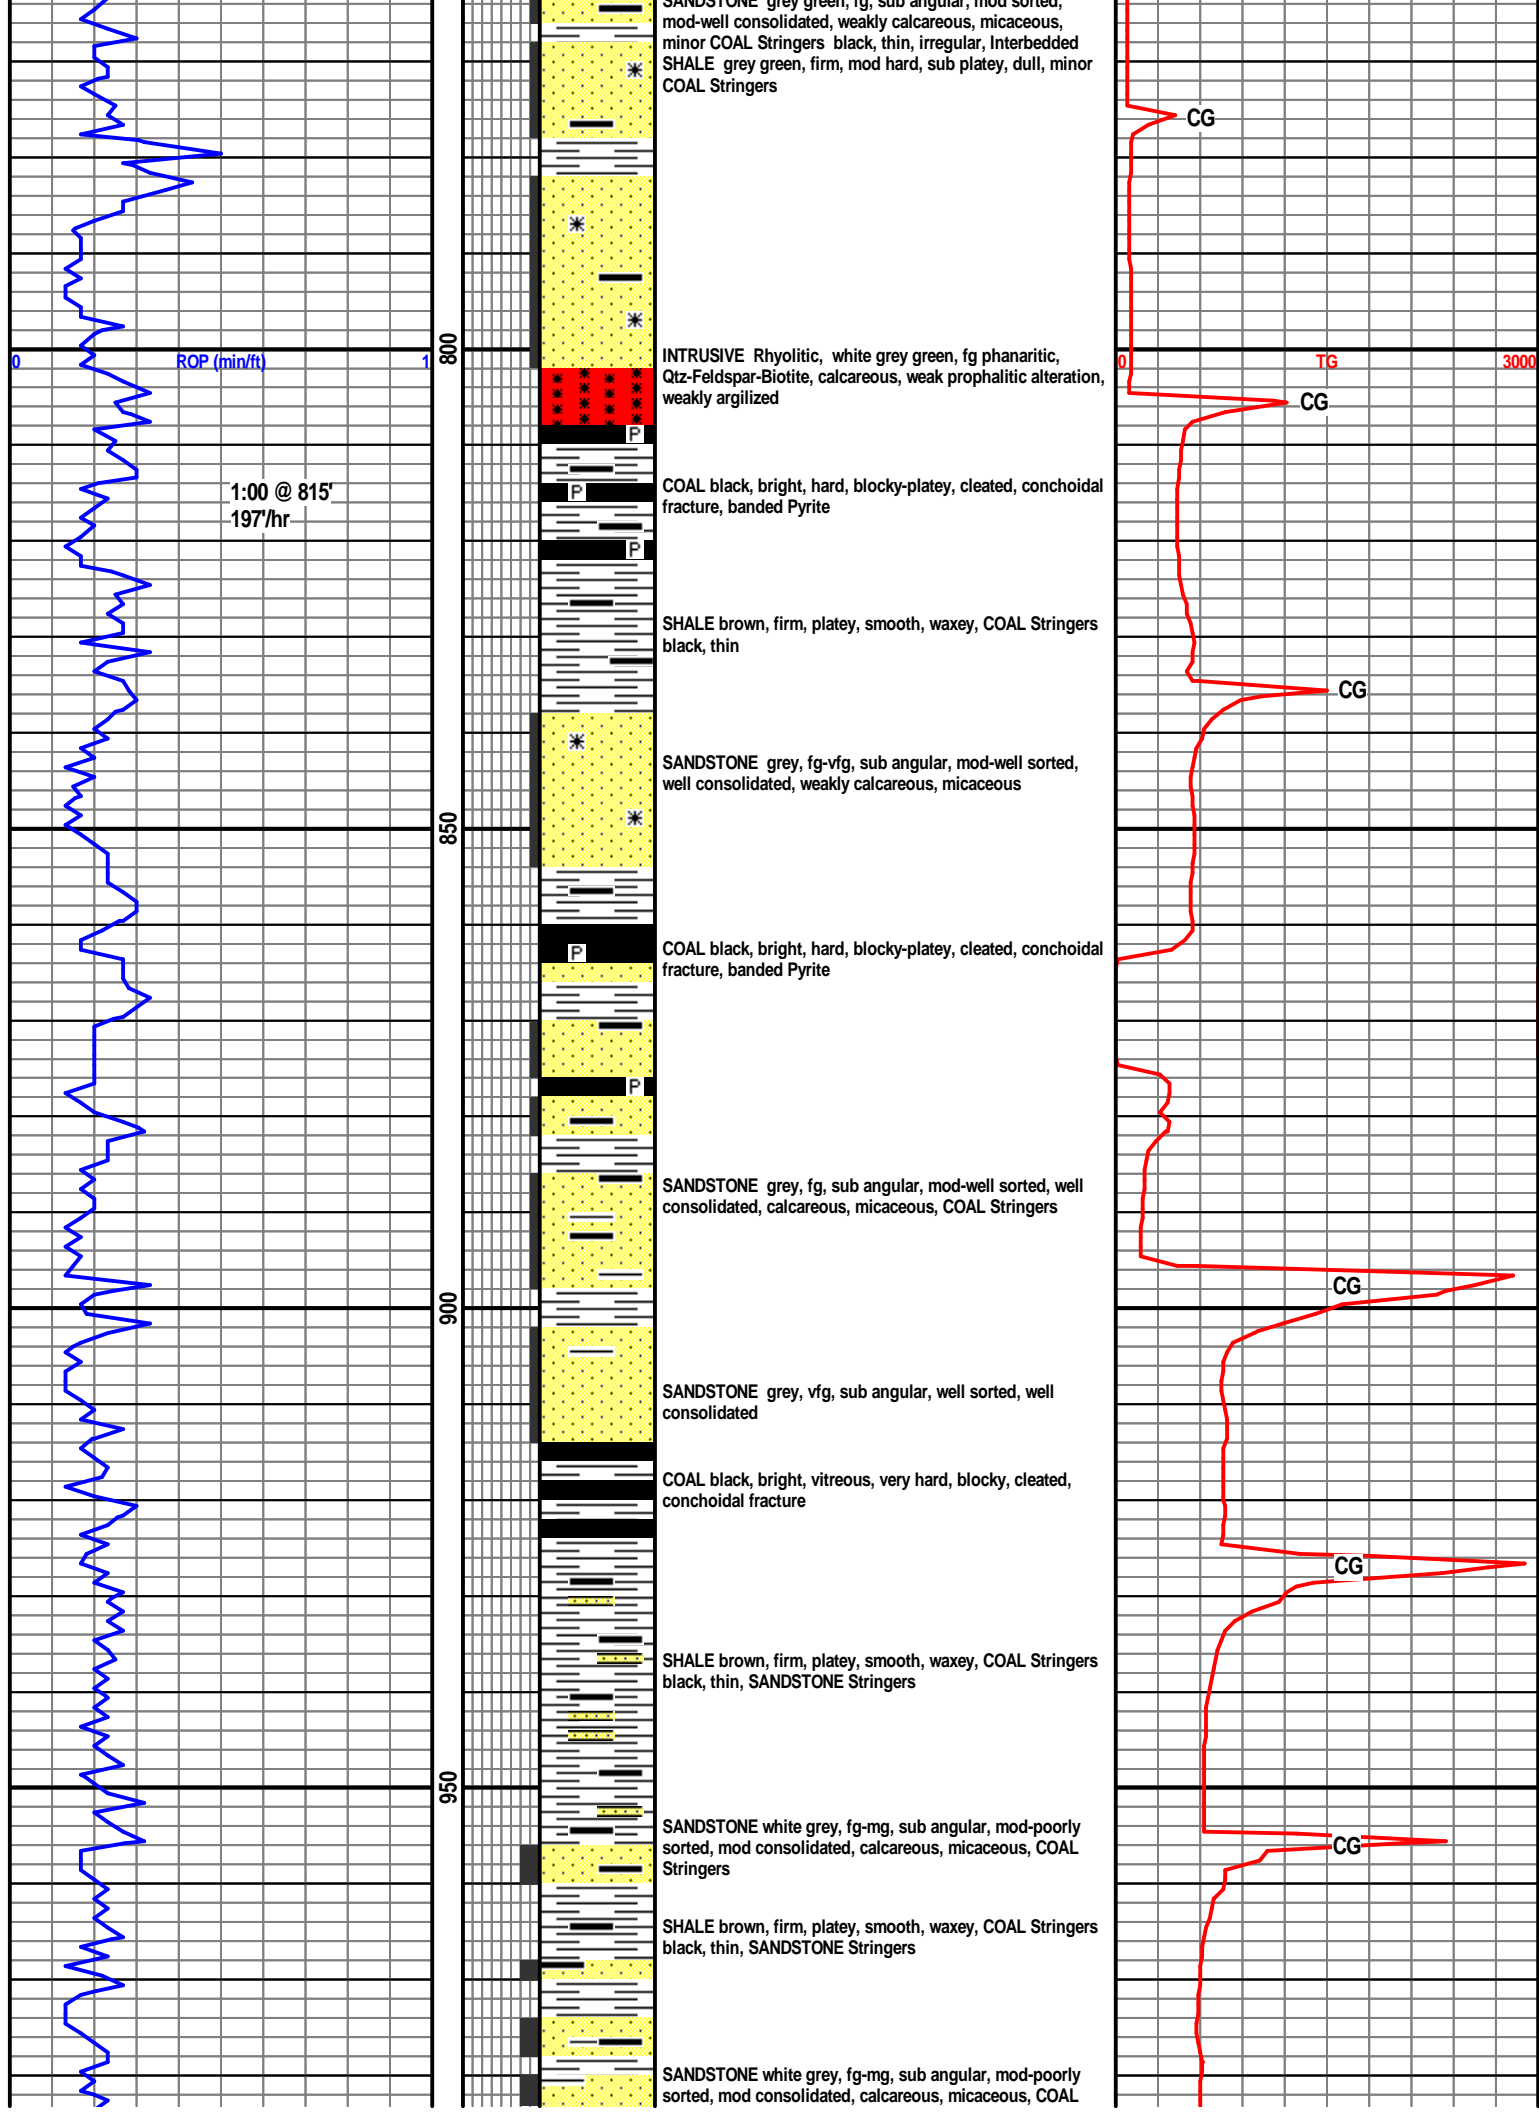 SANDSTONE grey green, fg, sub angular, mod sorted,
mod-well consolidated, weakly calcareous, micaceous,
minor COAL Stringers black, thin, irregular, Interbedded
SHALE grey green, firm, mod hard, sub platey, dull, minor
COAL Stringers
CG
800
0 ROP (min/ft) 1
INTRUSIVE Rhyolitic, white grey green, fg phanaritic,
Qtz-Feldspar-Biotite, calcareous, weak prophalitic alteration,
weakly argilized
0 TG 3000
CG
P
1:00 @ 815'
197'/hr
P
COAL black, bright, hard, blocky-platey, cleated, conchoidal
fracture, banded Pyrite
P
SHALE brown, firm, platey, smooth, waxey, COAL Stringers
black, thin
CG
SANDSTONE grey, fg-vfg, sub angular, mod-well sorted,
well consolidated, weakly calcareous, micaceous
850
P
COAL black, bright, hard, blocky-platey, cleated, conchoidal
fracture, banded Pyrite
P
SANDSTONE grey, fg, sub angular, mod-well sorted, well
consolidated, calcareous, micaceous, COAL Stringers
CG
900
SANDSTONE grey, vfg, sub angular, well sorted, well
consolidated
COAL black, bright, vitreous, very hard, blocky, cleated,
conchoidal fracture
CG
SHALE brown, firm, platey, smooth, waxey, COAL Stringers
black, thin, SANDSTONE Stringers
950
SANDSTONE white grey, fg-mg, sub angular, mod-poorly
sorted, mod consolidated, calcareous, micaceous, COAL
Stringers
CG
SHALE brown, firm, platey, smooth, waxey, COAL Stringers
black, thin, SANDSTONE Stringers
SANDSTONE white grey, fg-mg, sub angular, mod-poorly
sorted, mod consolidated, calcareous, micaceous, COAL